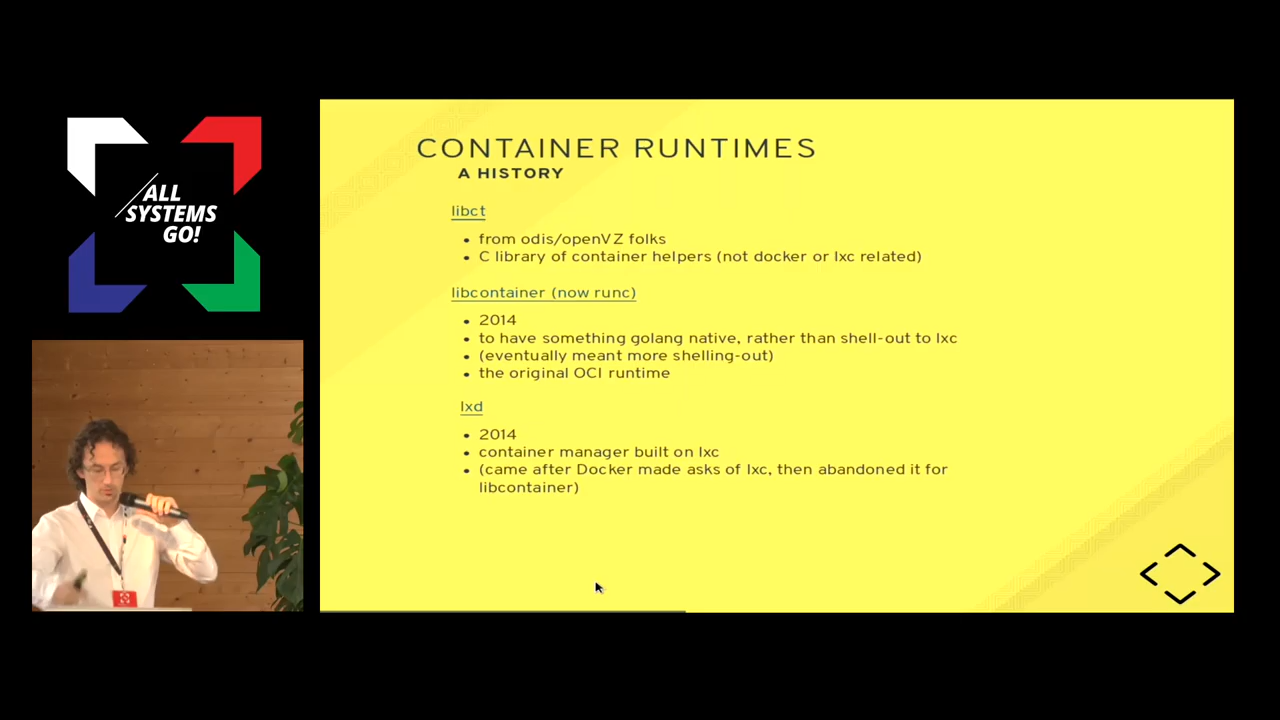 ALL
SYSTEMS
GO!
CONTAINER RUNTIMES
A HISTORY
libct
• from odis/openVZ folks
• C library of container helpers (not docker or lxc related)
libcontainer (now runc)
• 2014
• to have something golang native, rather than shell-out to lxc
• (eventually meant more shelling-out)
• the original OCI runtime
lxd
• 2014
• container manager built on lxc
• (came after Docker made asks of lxc, then abandoned it for
libcontainer)